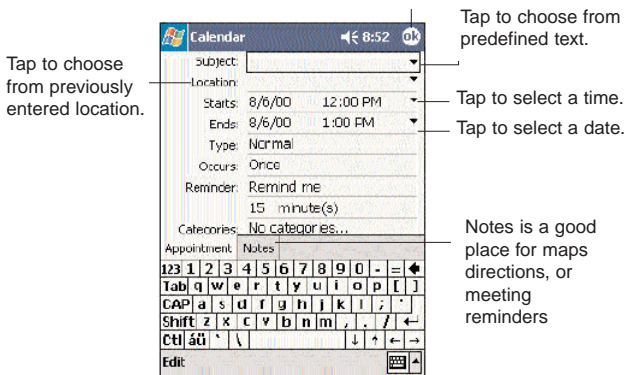 Tap to choose from
predefined text.
Calendar 8:52 ok
Tap to choose
from previously
entered location.
Subject:
Location:
Starts: 8/6/00 12:00 PM
Tap to select a time.
Ends: 8/6/00 1:00 PM
Tap to select a date.
Type: Normal
Occurs: Once
Reminder: Remind me
15 minute(s)
Categories: No categories...
Notes is a good
place for maps
directions, or
meeting
reminders
Appointment Notes
123 1 2 3 4 5 6 7 8 9 0 - =
Tab q w e r t y u i o p [ ]
CAP a s d f g h j k l ; '
Shift z x c v b n m , . /
Ctl áü ` \
Edit